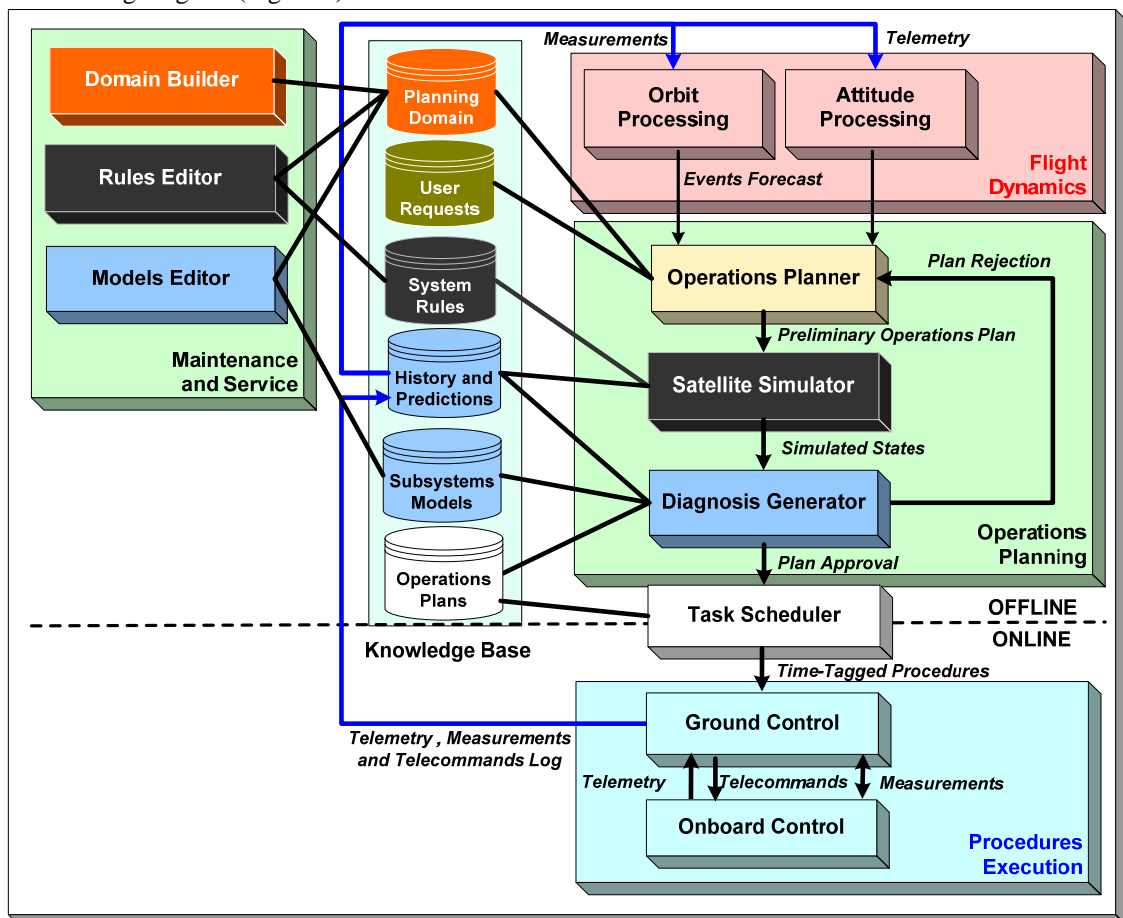 Measurements
Telemetry
Domain Builder
Rules Editor
Models Editor
Maintenance
and Service
Planning
Domain
User
Requests
System
Rules
History and
Predictions
Subsystems
Models
Operations
Plans
Knowledge Base
Orbit
Processing
Attitude
Processing
Flight
Dynamics
Events Forecast
Operations Planner
Plan Rejection
Preliminary Operations Plan
Satellite Simulator
Simulated States
Diagnosis Generator
Operations
Planning
Plan Approval
Task Scheduler
OFFLINE
ONLINE
Time-Tagged Procedures
Ground Control
Telemetry , Measurements
and Telecommands Log
Telemetry
Telecommands
Measurements
Onboard Control
Procedures
Execution